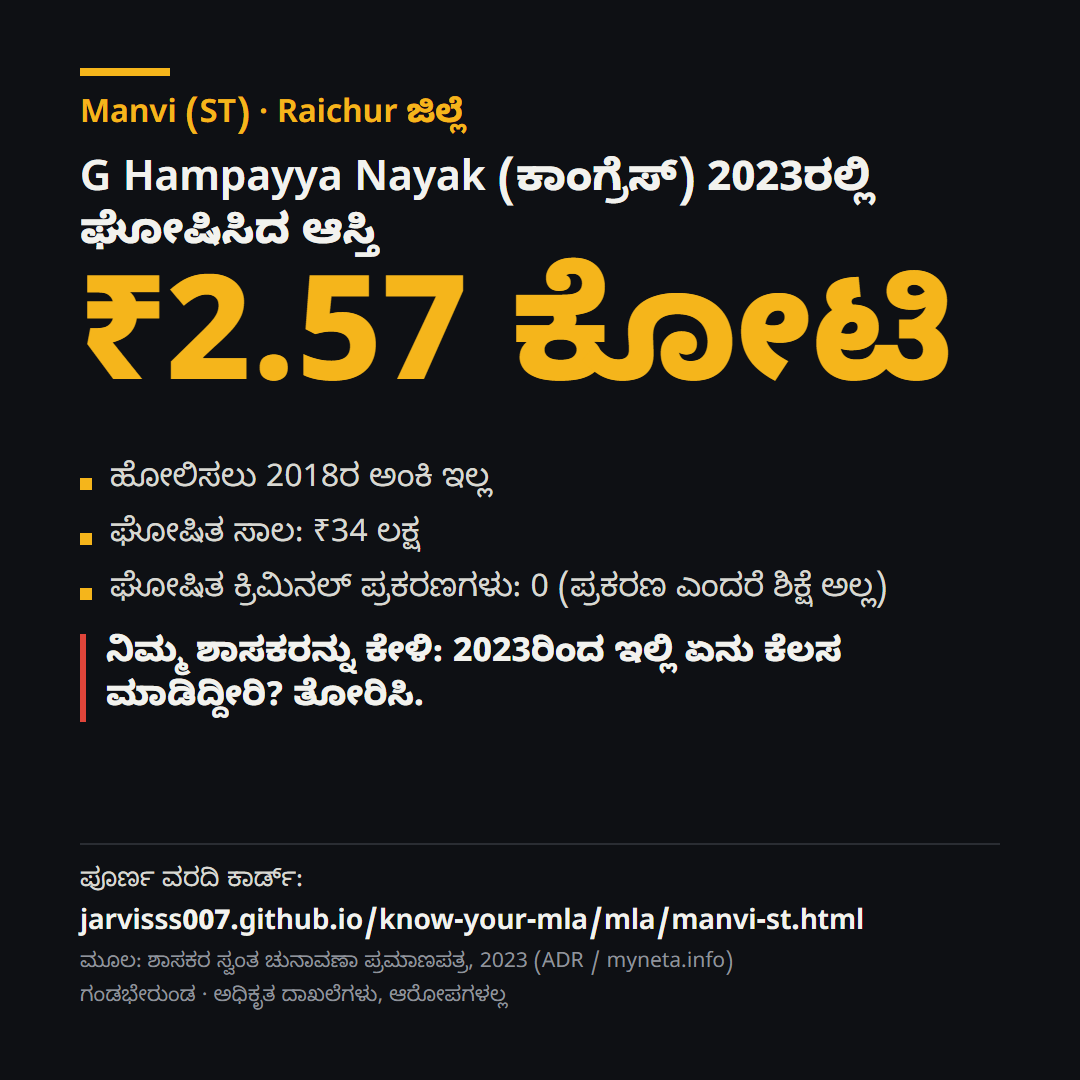 Manvi (ST) · Raichur ಜಿಲ್ಲೆ
G Hampayya Nayak (ಕಾಂಗ್ರೆಸ್) 2023ರಲ್ಲಿ
ಘೋಷಿಸಿದ ಆಸ್ತಿ
₹2.57 ಕೋಟಿ
ಹೋಲಿಸಲು 2018ರ ಅಂಕಿ ಇಲ್ಲ
ಘೋಷಿತ ಸಾಲ: ₹34 ಲಕ್ಷ
ಘೋಷಿತ ಕ್ರಿಮಿನಲ್ ಪ್ರಕರಣಗಳು: 0 (ಪ್ರಕರಣ ಎಂದರೆ ಶಿಕ್ಷೆ ಅಲ್ಲ)
ನಿಮ್ಮ ಶಾಸಕರನ್ನು ಕೇಳಿ: 2023ರಿಂದ ಇಲ್ಲಿ ಏನು ಕೆಲಸ
ಮಾಡಿದ್ದೀರಿ? ತೋರಿಸಿ.
ಪೂರ್ಣ ವರದಿ ಕಾರ್ಡ್:
jarvisss007.github.io/know-your-mla/mla/manvi-st.html
ಮೂಲ: ಶಾಸಕರ ಸ್ವಂತ ಚುನಾವಣಾ ಪ್ರಮಾಣಪತ್ರ, 2023 (ADR / myneta.info)
ಗಂಡಭೇರುಂಡ · ಅಧಿಕೃತ ದಾಖಲೆಗಳು, ಆರೋಪಗಳಲ್ಲ